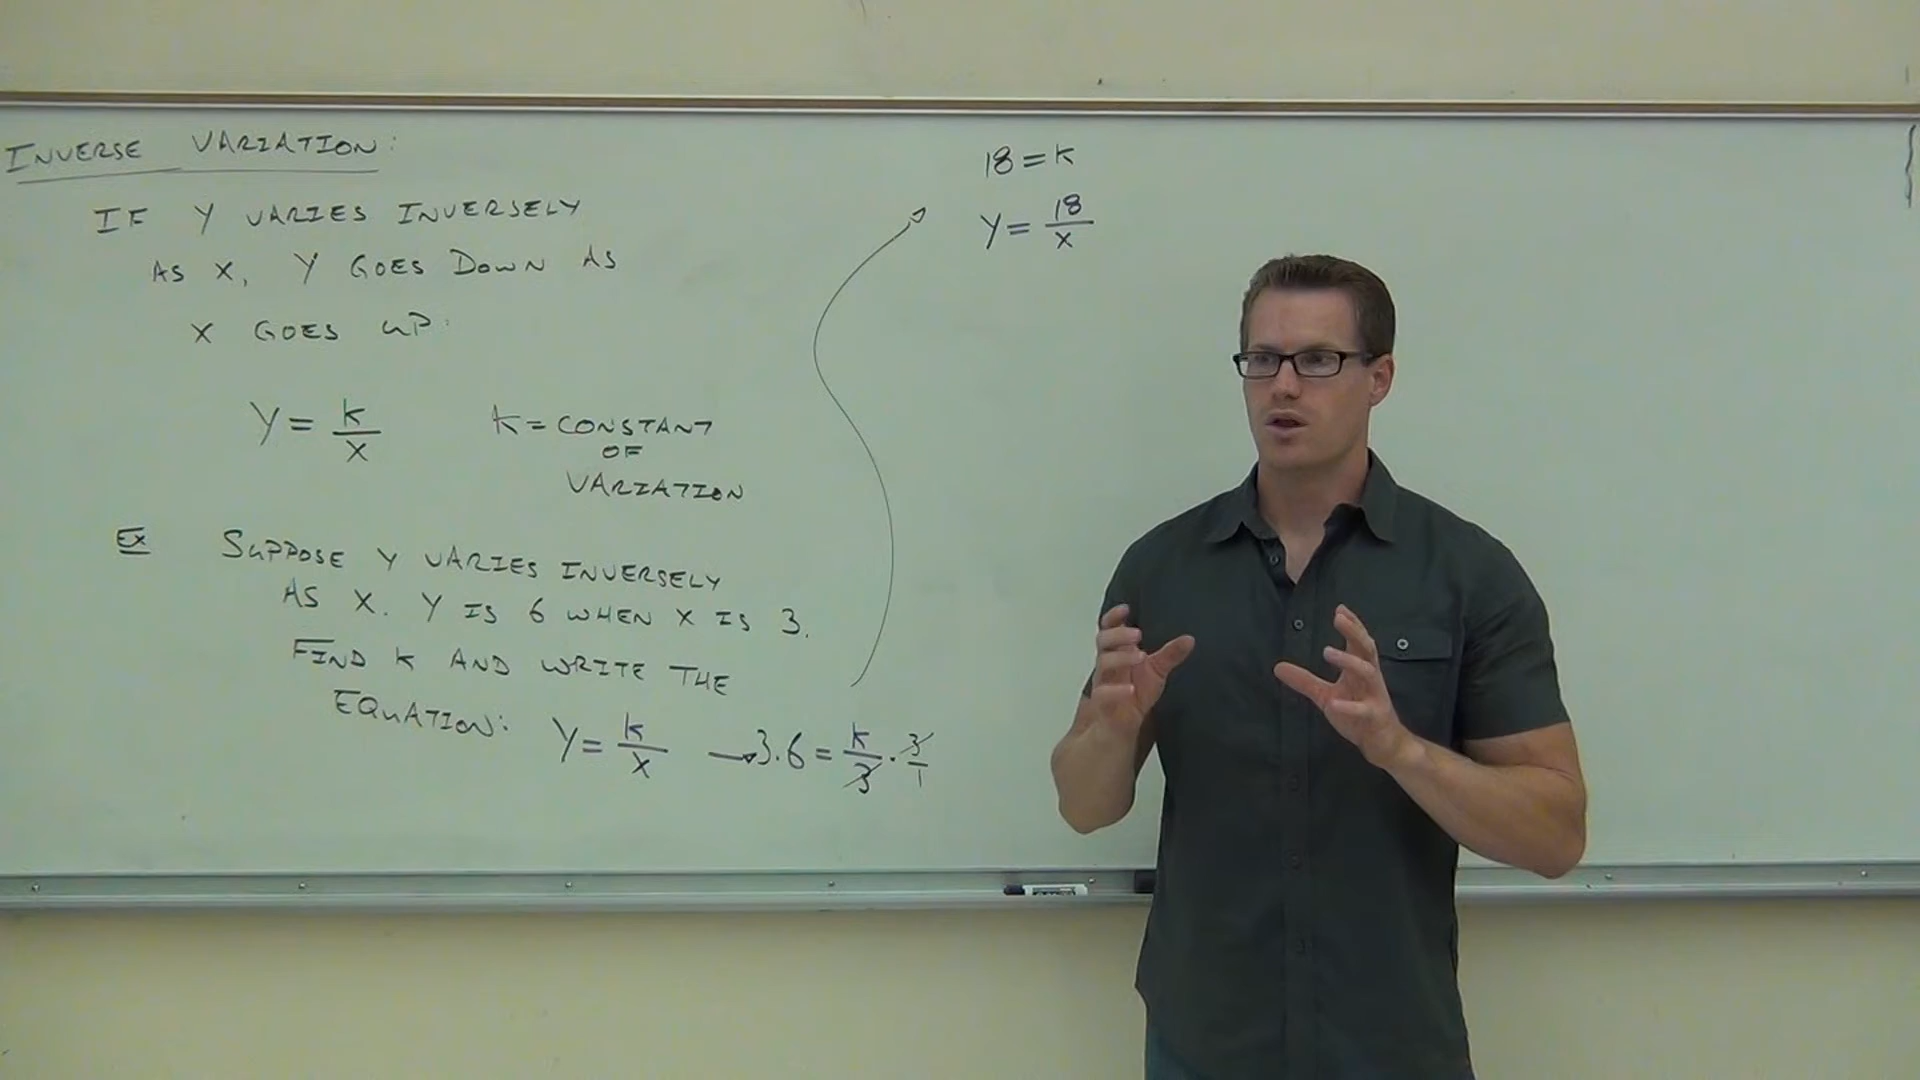 INVERSE VARIATION:
IF Y VARIES INVERSELY
AS X, Y GOES DOWN AS
X GOES UP.
Y = k/x
K = CONSTANT
OF
VARIATION
EX SUPPOSE Y VARIES INVERSELY
AS X. Y IS 6 WHEN X IS 3.
FIND K AND WRITE THE
EQUATION: Y = k/x → 3·6 = k/3 · 3/1
18 = K
Y = 18/x